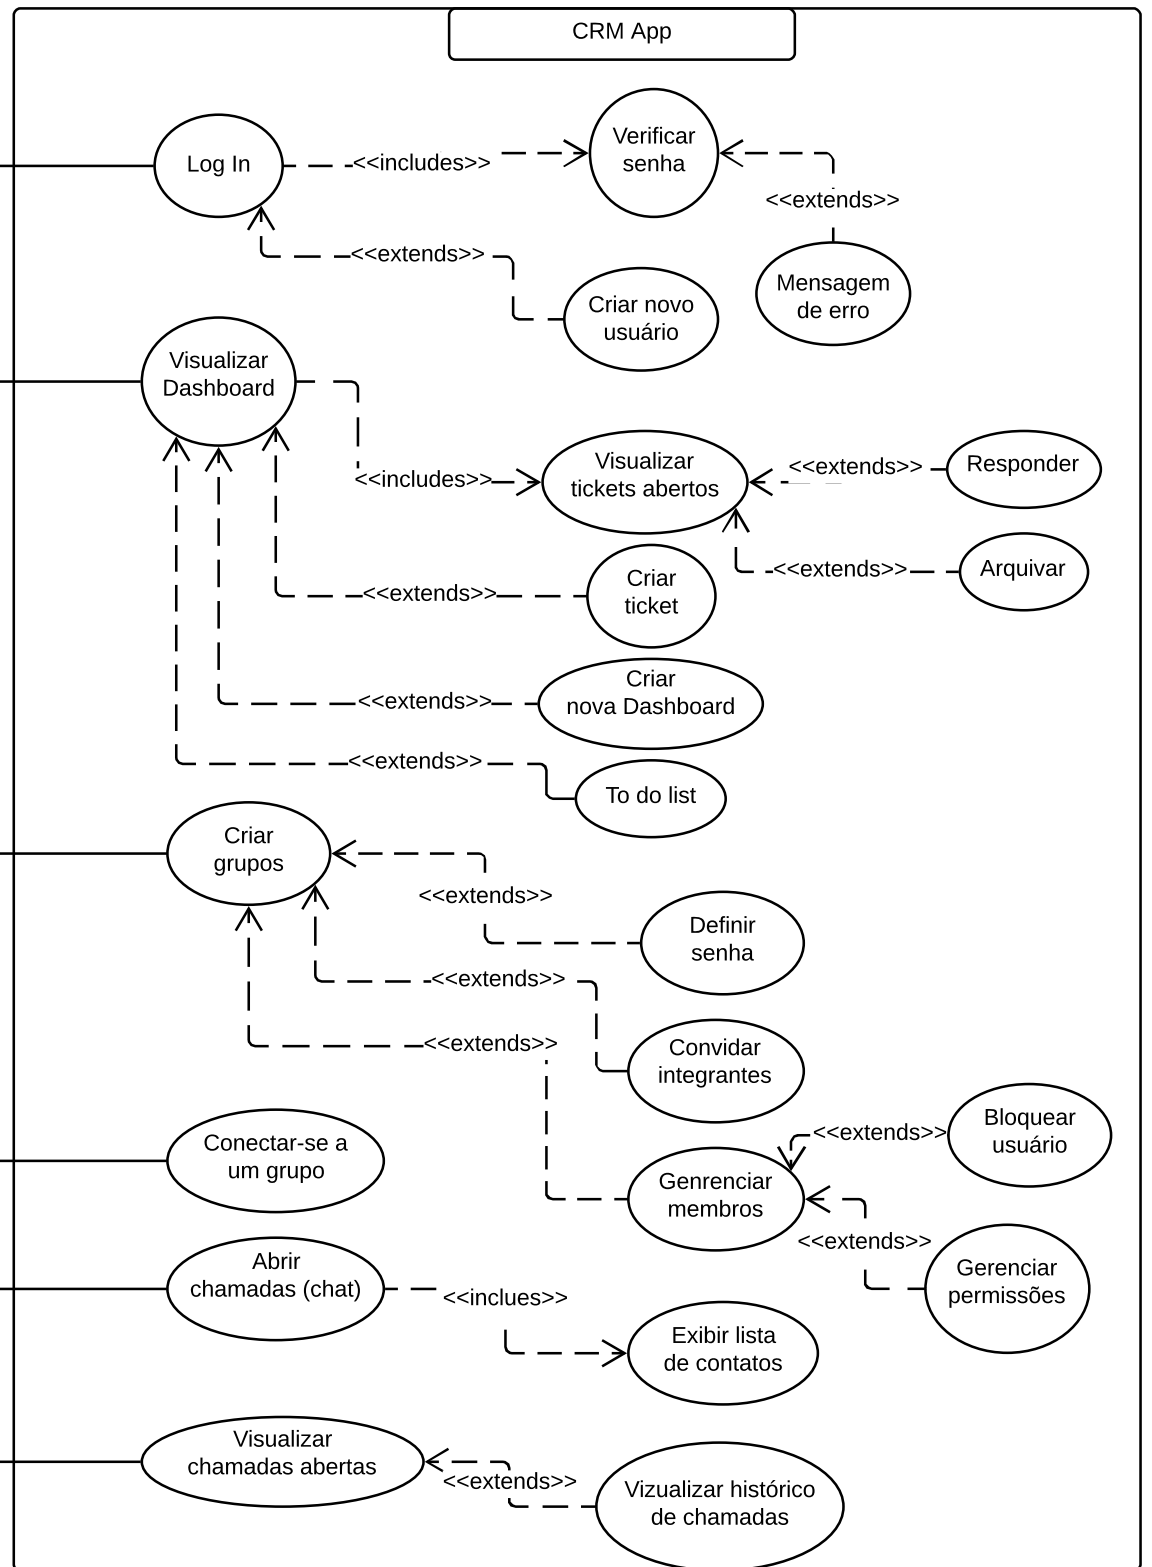 CRM App
Log In
<<includes>>
Verificar
senha
<<extends>>
<<extends>>
Mensagem
de erro
Criar novo
usuário
Visualizar
Dashboard
<<includes>>
Visualizar
tickets abertos
<<extends>>
Responder
<<extends>>
Arquivar
<<extends>>
Criar
ticket
<<extends>>
Criar
nova Dashboard
<<extends>>
To do list
Criar
grupos
<<extends>>
Definir
senha
<<extends>>
Convidar
integrantes
<<extends>>
Genrenciar
membros
<<extends>>
Bloquear
usuário
<<extends>>
Gerenciar
permissões
Conectar-se a
um grupo
Abrir
chamadas (chat)
<<inclues>>
Exibir lista
de contatos
Visualizar
chamadas abertas
<<extends>>
Vizualizar histórico
de chamadas